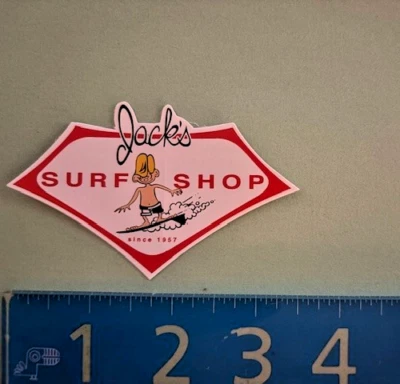 Jack's
SURF SHOP
since 1957
1 2 3 4